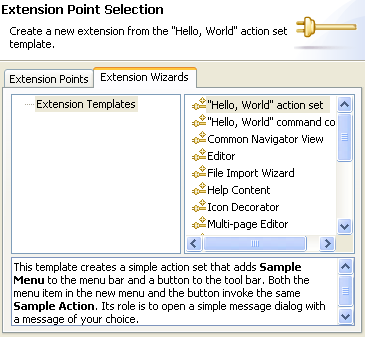 Extension Point Selection
Create a new extension from the "Hello, World" action set
template.
Extension Points
Extension Wizards
Extension Templates
"Hello, World" action set
"Hello, World" command co
Common Navigator View
Editor
File Import Wizard
Help Content
Icon Decorator
Multi-page Editor
This template creates a simple action set that adds Sample
Menu to the menu bar and a button to the tool bar. Both the
menu item in the new menu and the button invoke the same
Sample Action. Its role is to open a simple message dialog with
a message of your choice.